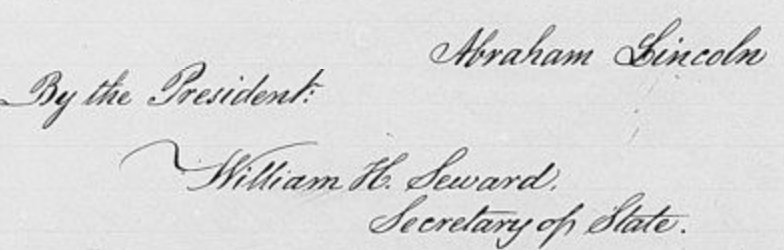 Abraham Lincoln
By the President:
William H. Seward.
Secretary of State.